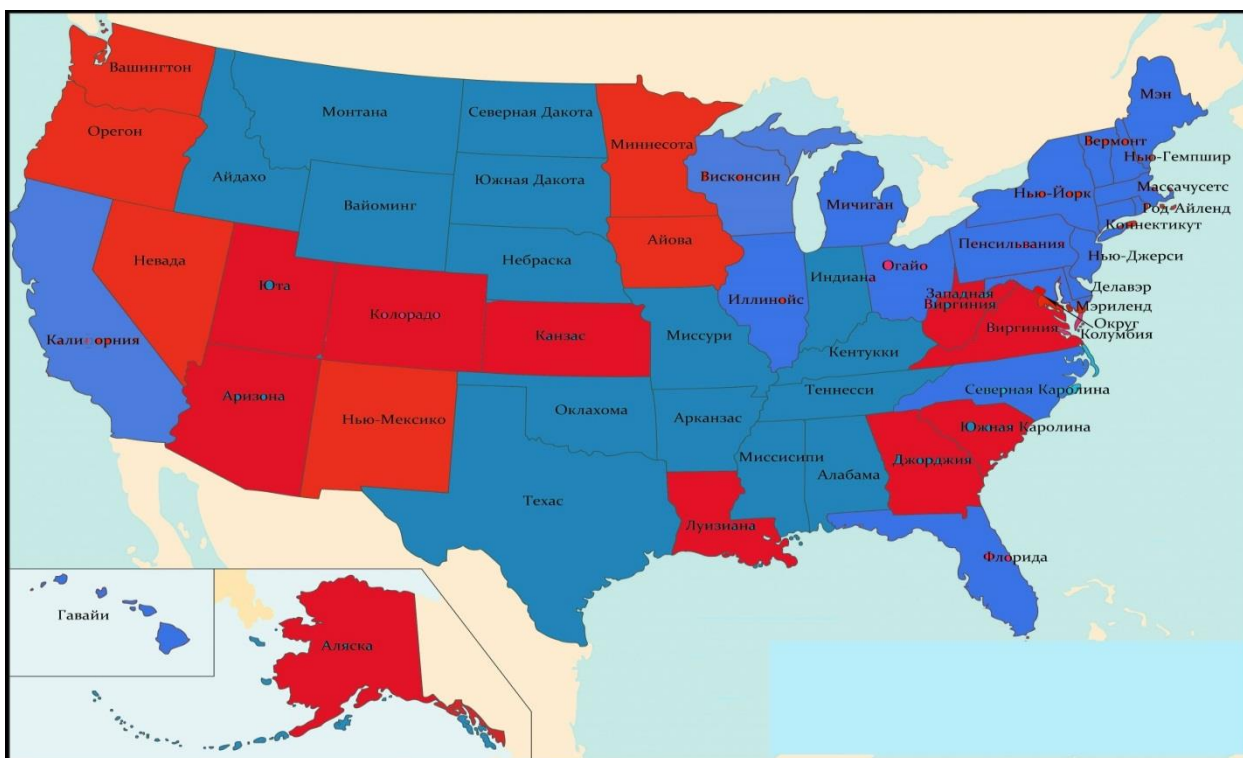 Вашингтон
Орегон
Калифорния
Невада
Айдахо
Монтана
Вайоминг
Юта
Колорадо
Аризона
Нью-Мексико
Северная Дакота
Южная Дакота
Небраска
Канзас
Оклахома
Техас
Миннесота
Айова
Миссури
Арканзас
Луизиана
Висконсин
Иллинойс
Мичиган
Индиана
Огайо
Кентукки
Теннесси
Миссисипи
Алабама
Джорджия
Флорида
Южная Каролина
Северная Каролина
Западная
Виргиния
Виргиния
Пенсильвания
Нью-Йорк
Вермонт
Мэн
Нью-Гемпшир
Массачусетс
Род-Айленд
Коннектикут
Нью-Джерси
Делавэр
Мэриленд
Округ
Колумбия
Гавайи
Аляска